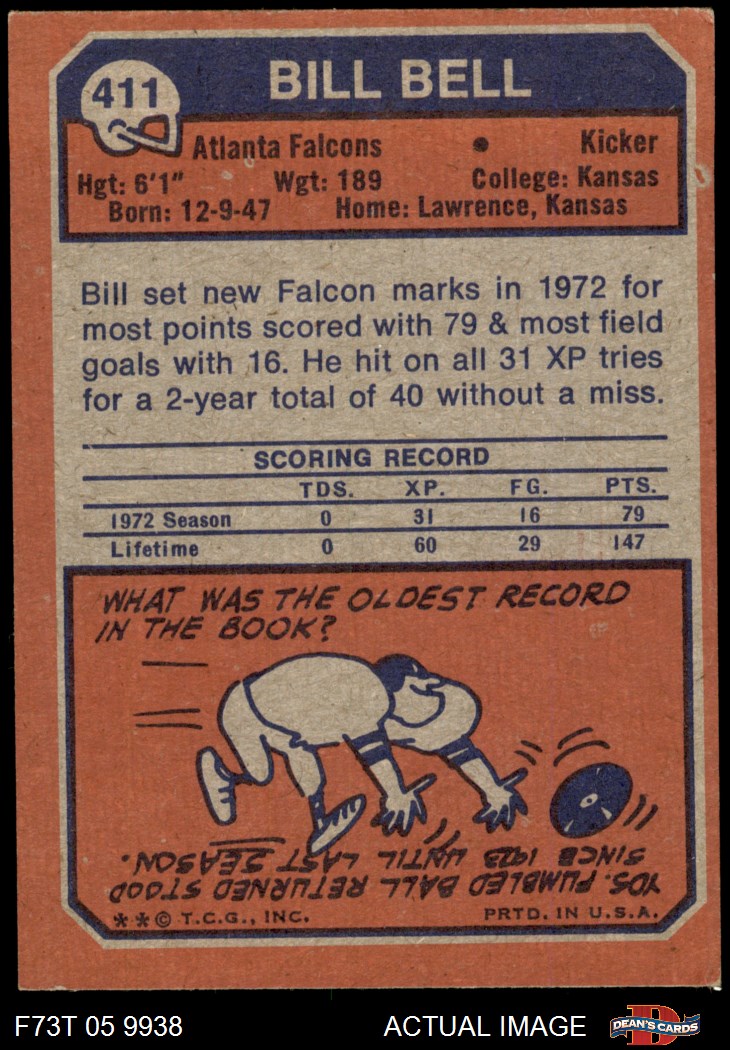 411
BILL BELL
Atlanta Falcons • Kicker
Hgt: 6'1" Wgt: 189 College: Kansas
Born: 12-9-47 Home: Lawrence, Kansas
Bill set new Falcon marks in 1972 for
most points scored with 79 & most field
goals with 16. He hit on all 31 XP tries
for a 2-year total of 40 without a miss.
SCORING RECORD
TDS. XP. FG. PTS.
1972 Season 0 31 16 79
Lifetime 0 60 29 147
WHAT WAS THE OLDEST RECORD
IN THE BOOK?
YDS. FUMBLED BALL RETURNED STOOD
SINCE 1923 UNTIL LAST SEASON.
**© T.C.G., INC. PRTD. IN U.S.A.
F73T 05 9938 ACTUAL IMAGE
D
DEAN'S CARDS